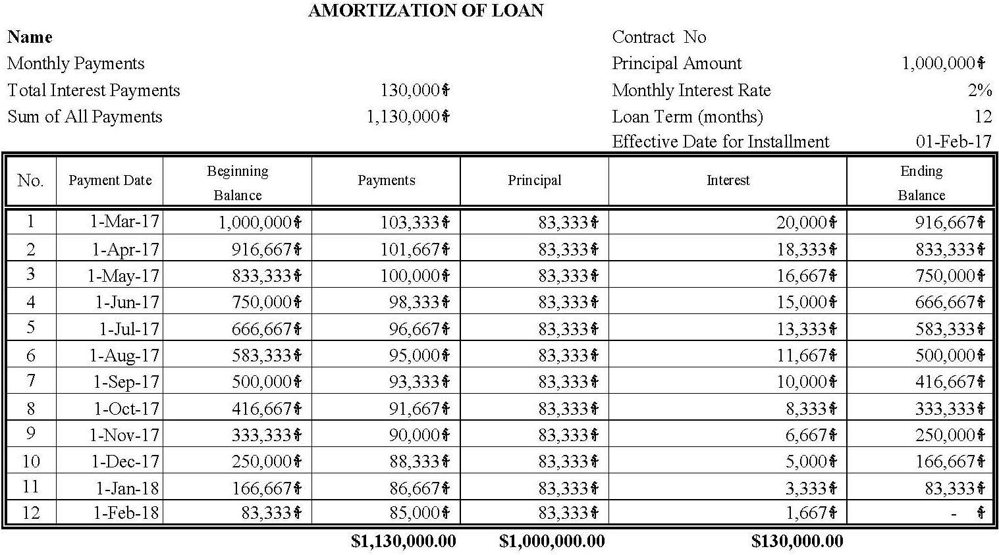 AMORTIZATION OF LOAN
Name
Contract No
Monthly Payments
Principal Amount 1,000,000៛
Total Interest Payments 130,000៛
Monthly Interest Rate 2%
Sum of All Payments 1,130,000៛
Loan Term (months) 12
Effective Date for Installment 01-Feb-17
No. Payment Date Beginning Balance Payments Principal Interest Ending Balance
1 1-Mar-17 1,000,000៛ 103,333៛ 83,333៛ 20,000៛ 916,667៛
2 1-Apr-17 916,667៛ 101,667៛ 83,333៛ 18,333៛ 833,333៛
3 1-May-17 833,333៛ 100,000៛ 83,333៛ 16,667៛ 750,000៛
4 1-Jun-17 750,000៛ 98,333៛ 83,333៛ 15,000៛ 666,667៛
5 1-Jul-17 666,667៛ 96,667៛ 83,333៛ 13,333៛ 583,333៛
6 1-Aug-17 583,333៛ 95,000៛ 83,333៛ 11,667៛ 500,000៛
7 1-Sep-17 500,000៛ 93,333៛ 83,333៛ 10,000៛ 416,667៛
8 1-Oct-17 416,667៛ 91,667៛ 83,333៛ 8,333៛ 333,333៛
9 1-Nov-17 333,333៛ 90,000៛ 83,333៛ 6,667៛ 250,000៛
10 1-Dec-17 250,000៛ 88,333៛ 83,333៛ 5,000៛ 166,667៛
11 1-Jan-18 166,667៛ 86,667៛ 83,333៛ 3,333៛ 83,333៛
12 1-Feb-18 83,333៛ 85,000៛ 83,333៛ 1,667៛ - ៛
$1,130,000.00 $1,000,000.00 $130,000.00